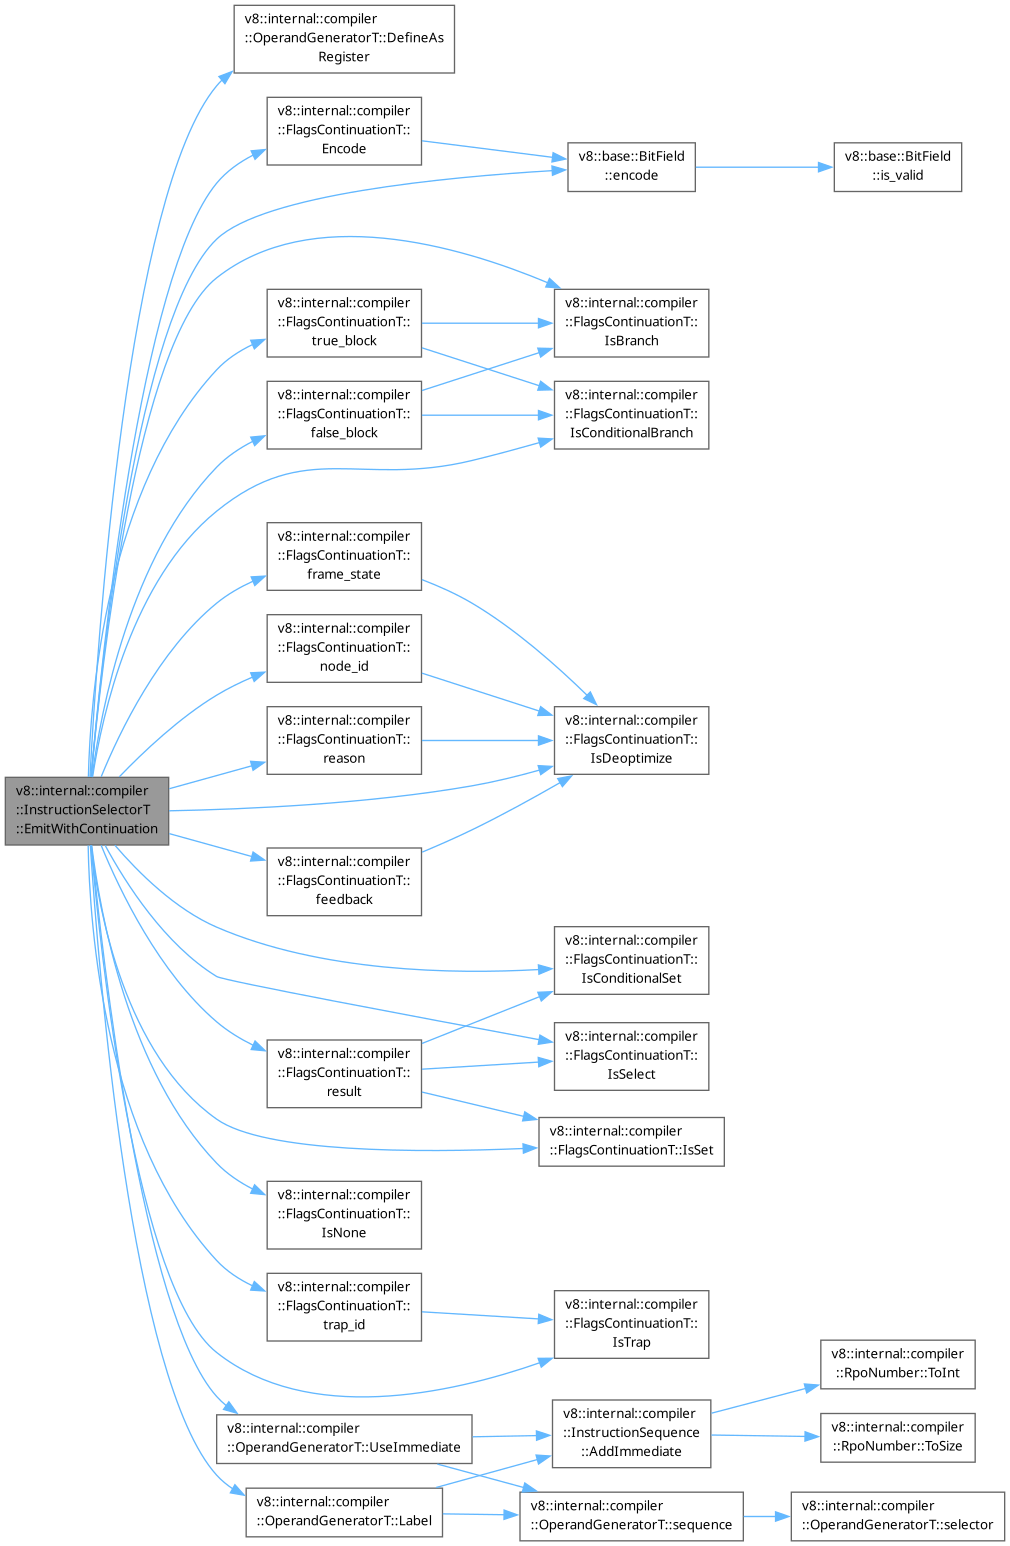 v8::internal::compiler
::OperandGeneratorT::DefineAs
Register
v8::internal::compiler
::FlagsContinuationT::
Encode
v8::base::BitField
::encode
v8::base::BitField
::is_valid
v8::internal::compiler
::FlagsContinuationT::
true_block
v8::internal::compiler
::FlagsContinuationT::
IsBranch
v8::internal::compiler
::FlagsContinuationT::
false_block
v8::internal::compiler
::FlagsContinuationT::
IsConditionalBranch
v8::internal::compiler
::FlagsContinuationT::
frame_state
v8::internal::compiler
::FlagsContinuationT::
node_id
v8::internal::compiler
::FlagsContinuationT::
reason
v8::internal::compiler
::FlagsContinuationT::
IsDeoptimize
v8::internal::compiler
::InstructionSelectorT
::EmitWithContinuation
v8::internal::compiler
::FlagsContinuationT::
feedback
v8::internal::compiler
::FlagsContinuationT::
IsConditionalSet
v8::internal::compiler
::FlagsContinuationT::
result
v8::internal::compiler
::FlagsContinuationT::
IsSelect
v8::internal::compiler
::FlagsContinuationT::IsSet
v8::internal::compiler
::FlagsContinuationT::
IsNone
v8::internal::compiler
::FlagsContinuationT::
trap_id
v8::internal::compiler
::FlagsContinuationT::
IsTrap
v8::internal::compiler
::RpoNumber::ToInt
v8::internal::compiler
::OperandGeneratorT::UseImmediate
v8::internal::compiler
::InstructionSequence
::AddImmediate
v8::internal::compiler
::RpoNumber::ToSize
v8::internal::compiler
::OperandGeneratorT::Label
v8::internal::compiler
::OperandGeneratorT::sequence
v8::internal::compiler
::OperandGeneratorT::selector